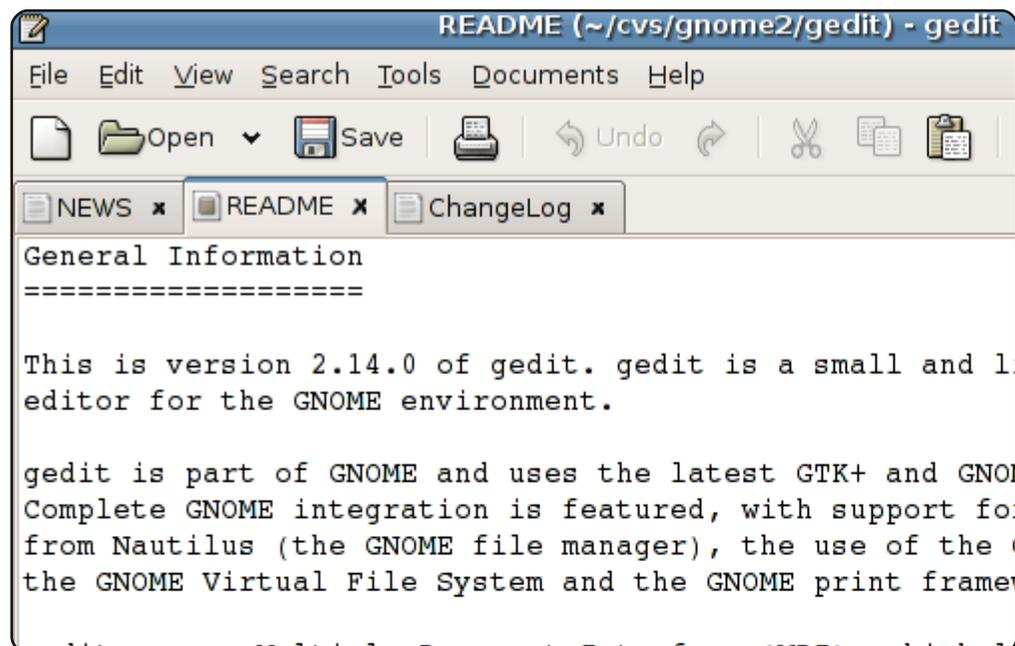 README (~/cvs/gnome2/gedit) - gedit
File Edit View Search Tools Documents Help
Open Save Undo
NEWS README ChangeLog
General Information
===================
This is version 2.14.0 of gedit. gedit is a small and
editor for the GNOME environment.
gedit is part of GNOME and uses the latest GTK+ and
Complete GNOME integration is featured, with support
from Nautilus (the GNOME file manager), the use of the
the GNOME Virtual File System and the GNOME print